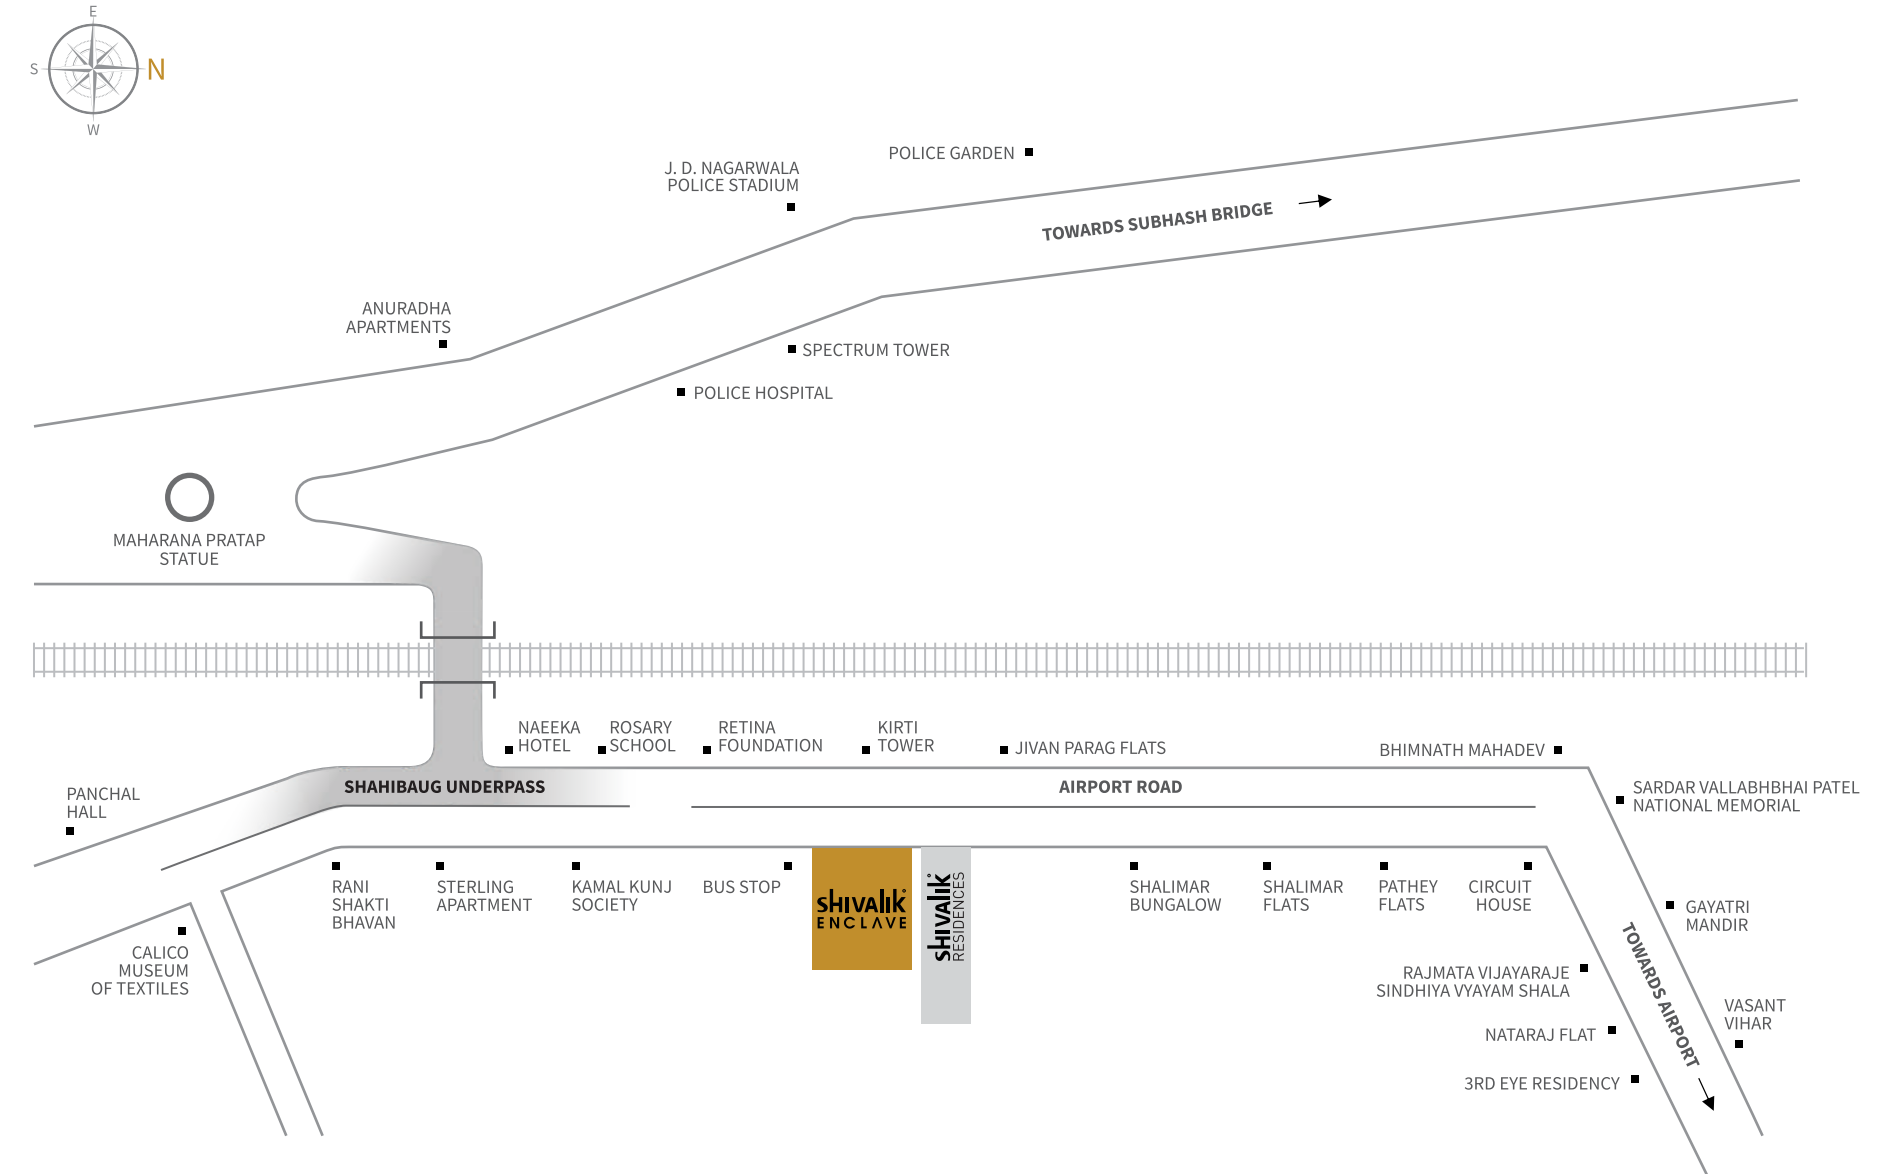 E
S
N
W
POLICE GARDEN
J. D. NAGARWALA
POLICE STADIUM
TOWARDS SUBHASH BRIDGE
ANURADHA
APARTMENTS
SPECTRUM TOWER
POLICE HOSPITAL
MAHARANA PRATAP
STATUE
NAEEKA
HOTEL
ROSARY
SCHOOL
RETINA
FOUNDATION
KIRTI
TOWER
JIVAN PARAG FLATS
BHIMNATH MAHADEV
SHAHIBAUG UNDERPASS
AIRPORT ROAD
PANCHAL
HALL
SARDAR VALLABHBHAI PATEL
NATIONAL MEMORIAL
RANI
SHAKTI
BHAVAN
STERLING
APARTMENT
KAMAL KUNJ
SOCIETY
BUS STOP
shivalik
ENCLAVE
shivalik
RESIDENCES
SHALIMAR
BUNGALOW
SHALIMAR
FLATS
PATHEY
FLATS
CIRCUIT
HOUSE
GAYATRI
MANDIR
CALICO
MUSEUM
OF TEXTILES
RAJMATA VIJAYARAJE
SINDHIYA VYAYAM SHALA
TOWARDS AIRPORT
VASANT
VIHAR
NATARAJ FLAT
3RD EYE RESIDENCY